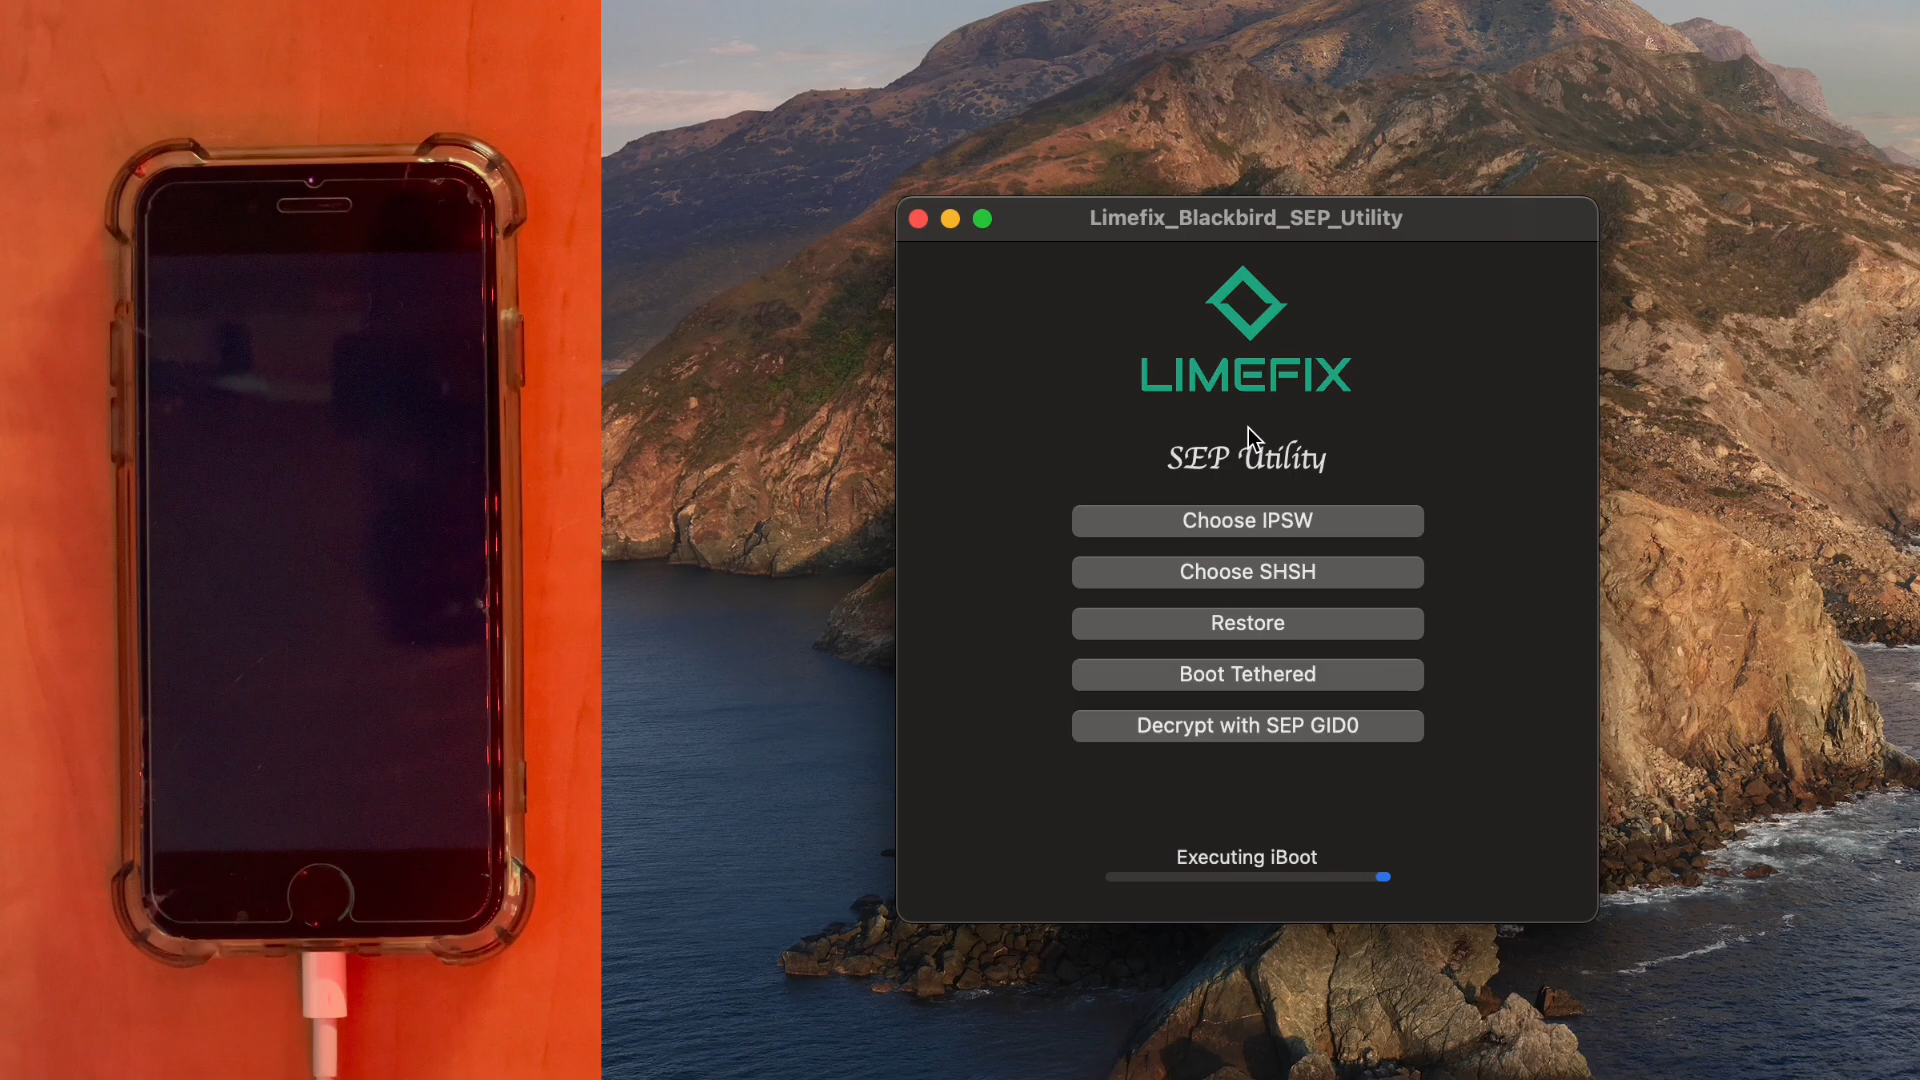 Limefix_Blackbird_SEP_Utility
LIMEFIX
SEP Utility
Choose IPSW
Choose SHSH
Restore
Boot Tethered
Decrypt with SEP GID0
Executing iBoot